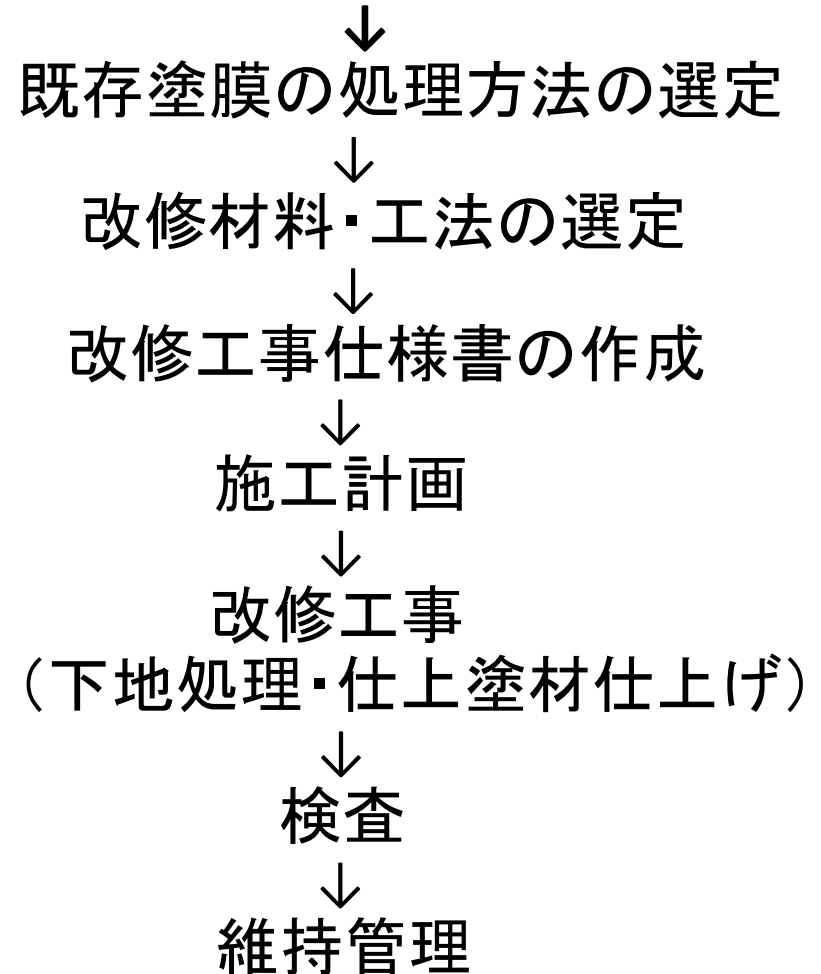 ↓
既存塗膜の処理方法の選定
↓
改修材料・工法の選定
↓
改修工事仕様書の作成
↓
施工計画
↓
改修工事
（下地処理・仕上塗材仕上げ）
↓
検査
↓
維持管理